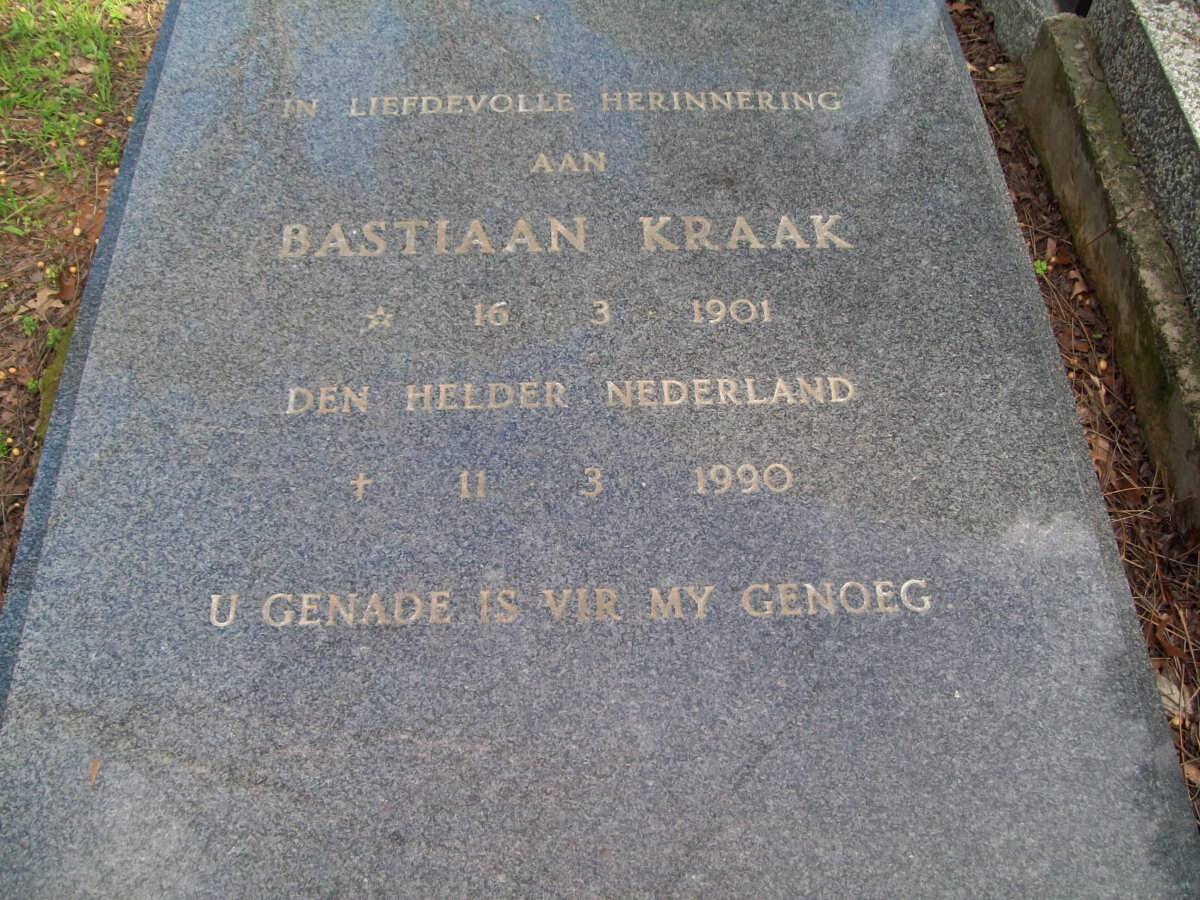 IN LIEFDEVOLLE HERINNERING
AAN
BASTIAAN KRAAK
☆ 16 · 3 · 1901
DEN HELDER NEDERLAND
✝ 11 · 3 · 1990
U GENADE IS VIR MY GENOEG.